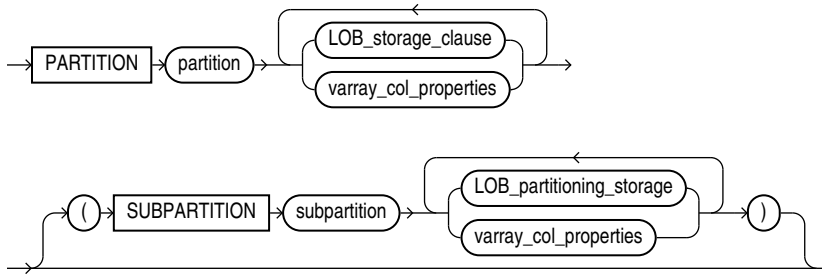 LOB_storage_clause
PARTITION partition
varray_col_properties
LOB_partitioning_storage
( SUBPARTITION subpartition )
varray_col_properties